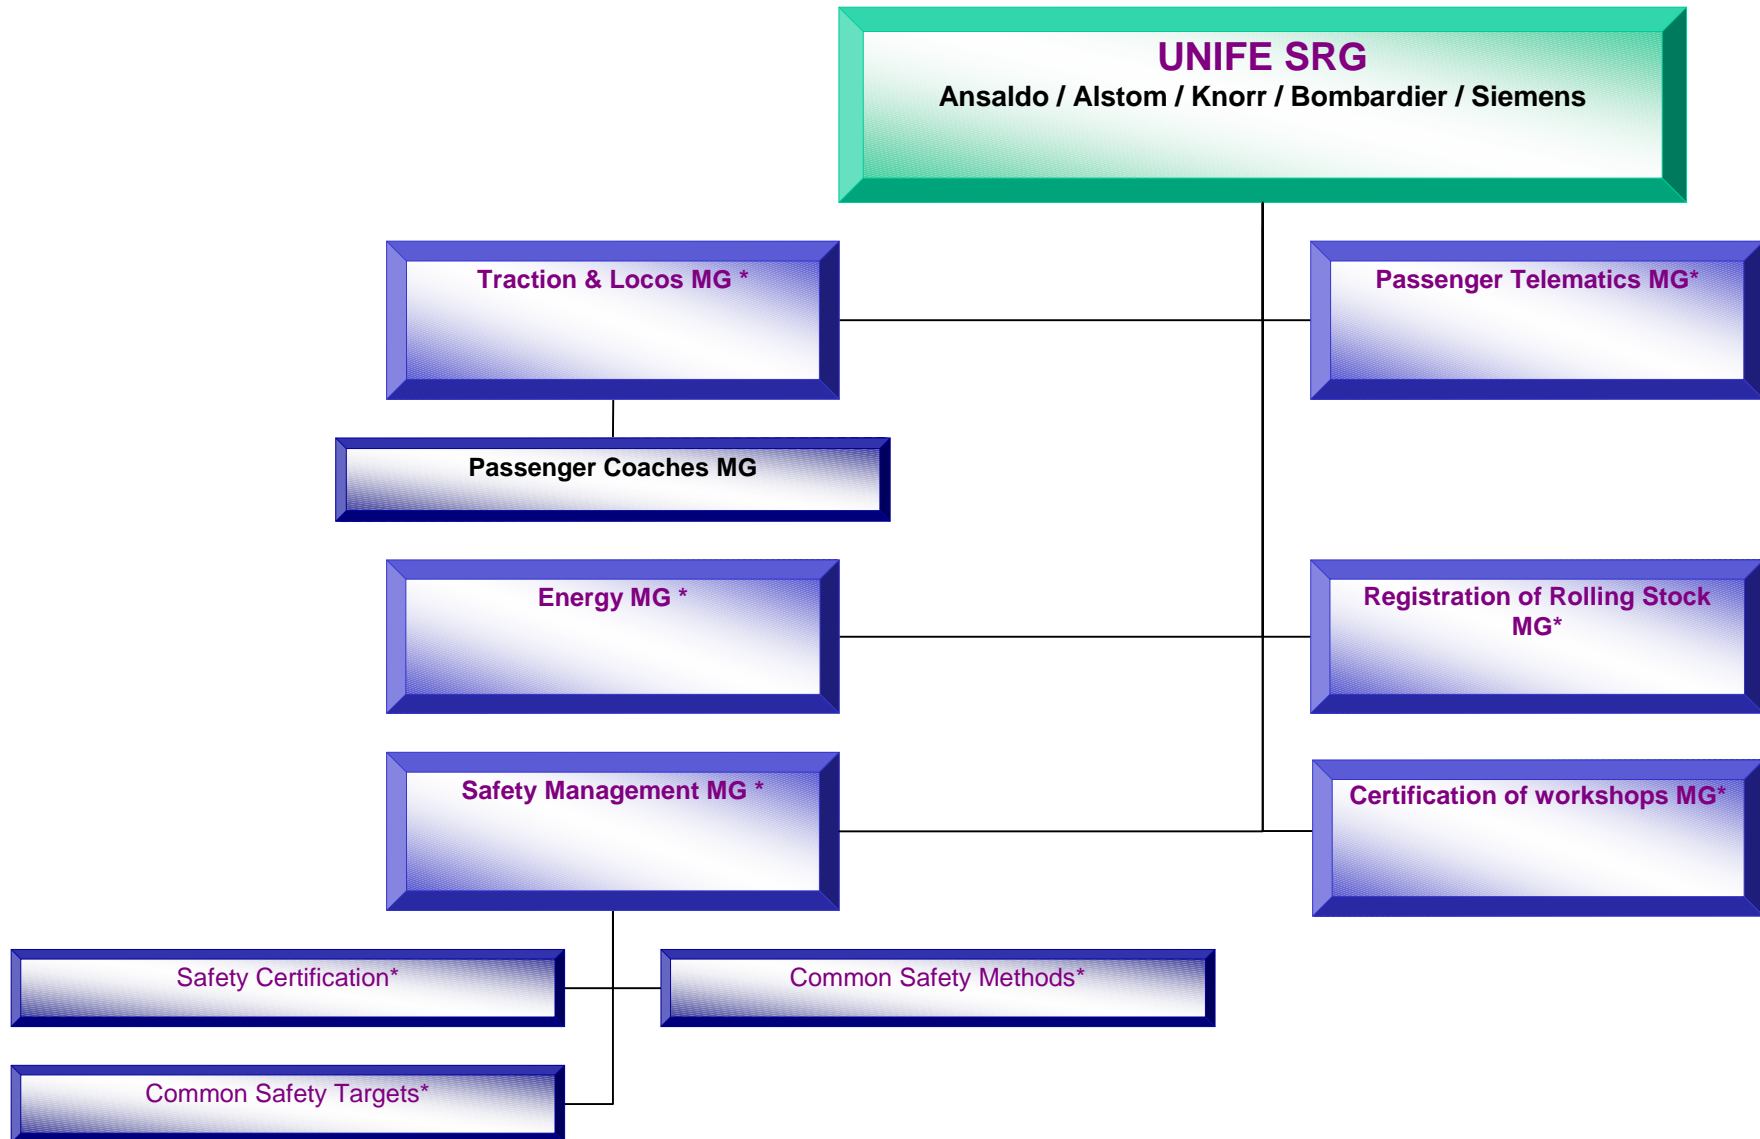 UNIFE SRG
Ansaldo / Alstom / Knorr / Bombardier / Siemens
Traction & Locos MG *
Passenger Telematics MG*
Passenger Coaches MG
Energy MG *
Registration of Rolling Stock
MG*
Safety Management MG *
Certification of workshops MG*
Safety Certification*
Common Safety Methods*
Common Safety Targets*